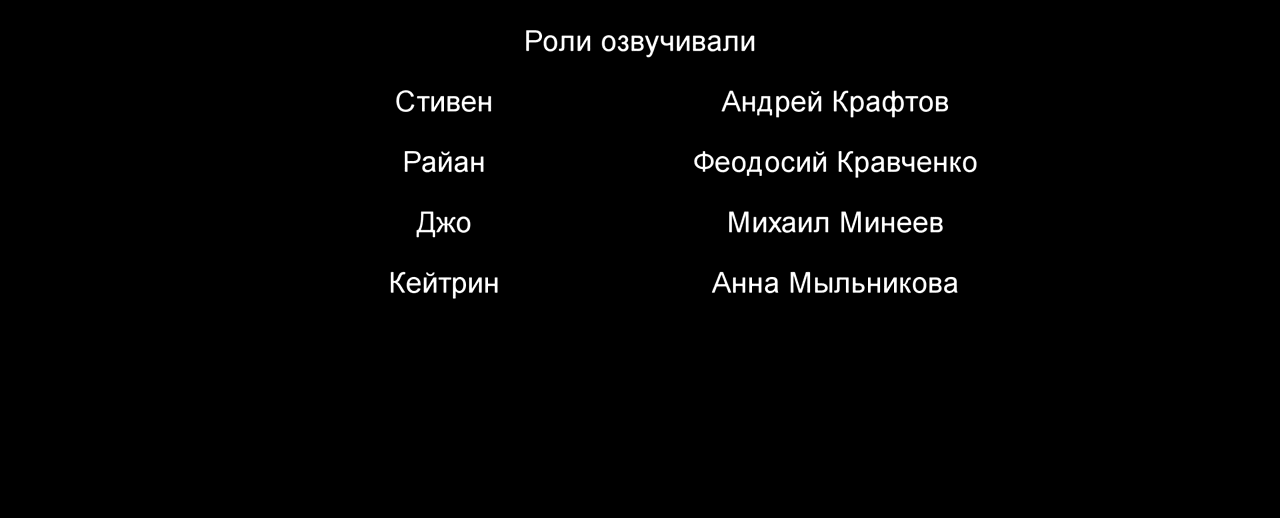 Роли озвучивали
Стивен Андрей Крафтов
Райан Феодосий Кравченко
Джо Михаил Минеев
Кейтрин Анна Мыльникова